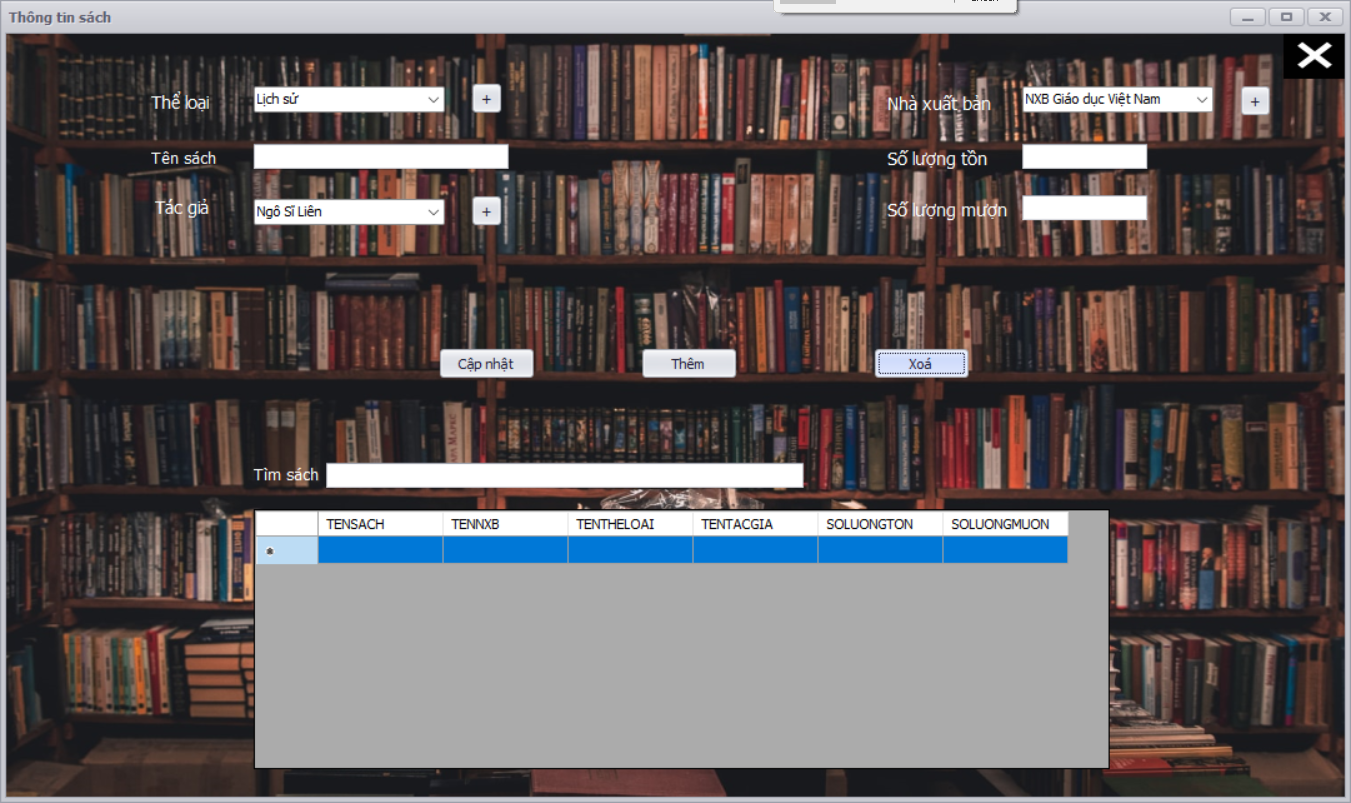 Thông tin sách
Thể loại
Lịch sử
+
Nhà xuất bản
NXB Giáo dục Việt Nam
+
Tên sách
Số lượng tồn
Tác giả
Ngô Sĩ Liên
+
Số lượng mượn
Cập nhật
Thêm
Xoá
Tìm sách
TENSACH TENNXB TENTHELOAI TENTACGIA SOLUONGTON SOLUONGMUON
*